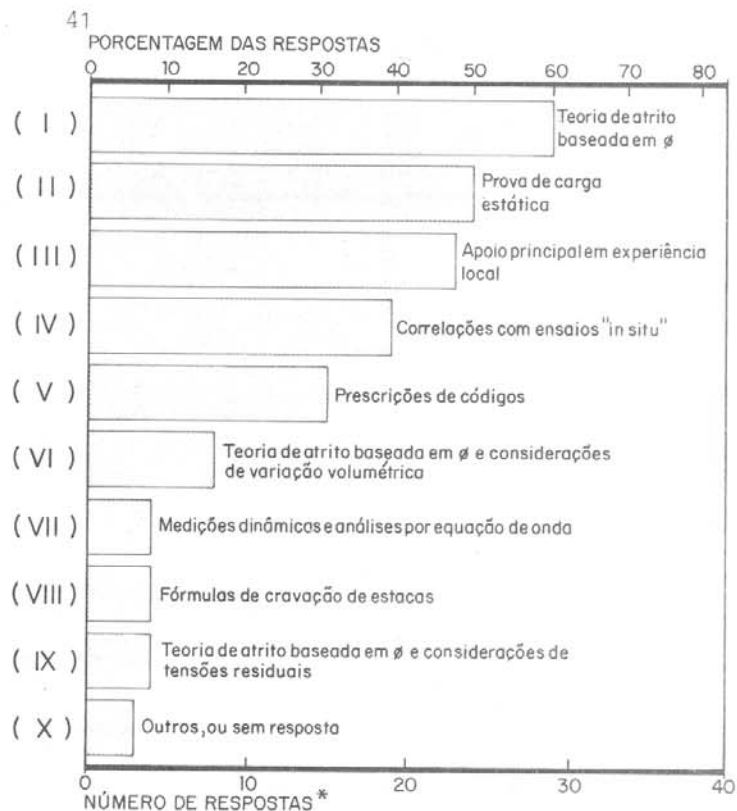 41
PORCENTAGEM DAS RESPOSTAS
0 10 15 20 30 40 50 60 70 80
( I ) Teoria de atrito
baseada em ø
( II ) Prova de carga
estática
( III ) Apoio principal em experiência
local
( IV ) Correlações com ensaios "in situ"
( V ) Prescrições de códigos
( VI ) Teoria de atrito baseada em ø e considerações
de variação volumétrica
( VII ) Medições dinâmicas e análises por equação de onda
( VIII ) Fórmulas de cravação de estacas
( IX ) Teoria de atrito baseada em ø e considerações de
tensões residuais
( X ) Outros, ou sem resposta
0 10 20 30 40
NÚMERO DE RESPOSTAS *